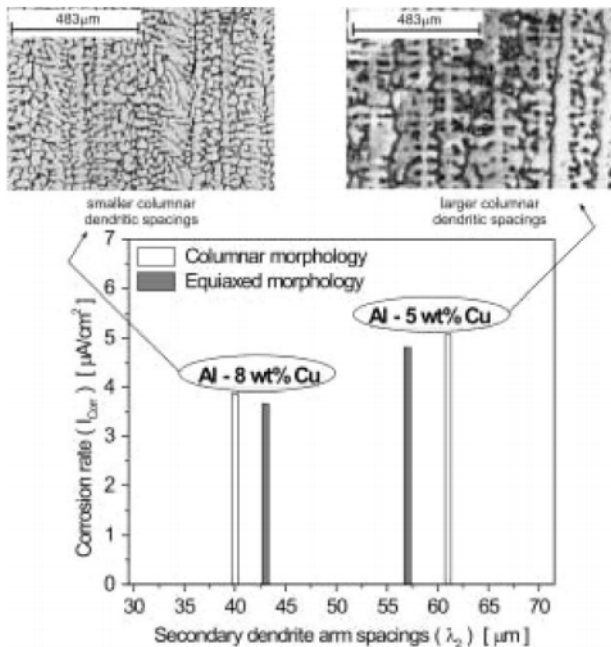 483μm
483μm
smaller columnar
dendritic spacings
larger columnar
dendritic spacings
7
Columnar morphology
Equiaxed morphology
6
5
Al - 5 wt% Cu
4
Al - 8 wt% Cu
3
2
1
0
Corrosion rate ( I_Corr ) [ μA/cm² ]
30 35 40 45 50 55 60 65 70
Secondary dendrite arm spacings ( λ₂ ) [ μm ]